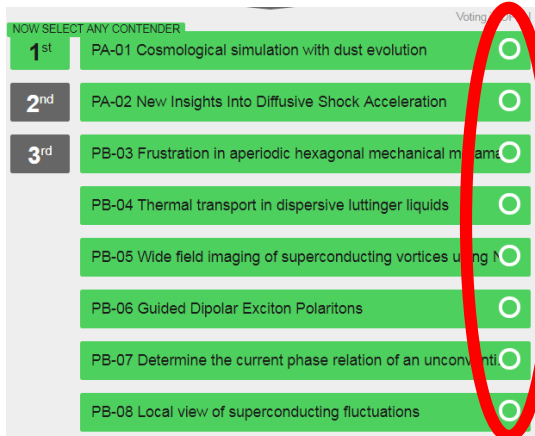 Voting
NOW SELECT ANY CONTENDER
1st PA-01 Cosmological simulation with dust evolution
2nd PA-02 New Insights Into Diffusive Shock Acceleration
3rd PB-03 Frustration in aperiodic hexagonal mechanical
PB-04 Thermal transport in dispersive luttinger liquids
PB-05 Wide field imaging of superconducting vortices using
PB-06 Guided Dipolar Exciton Polaritons
PB-07 Determine the current phase relation of an unconventi...
PB-08 Local view of superconducting fluctuations